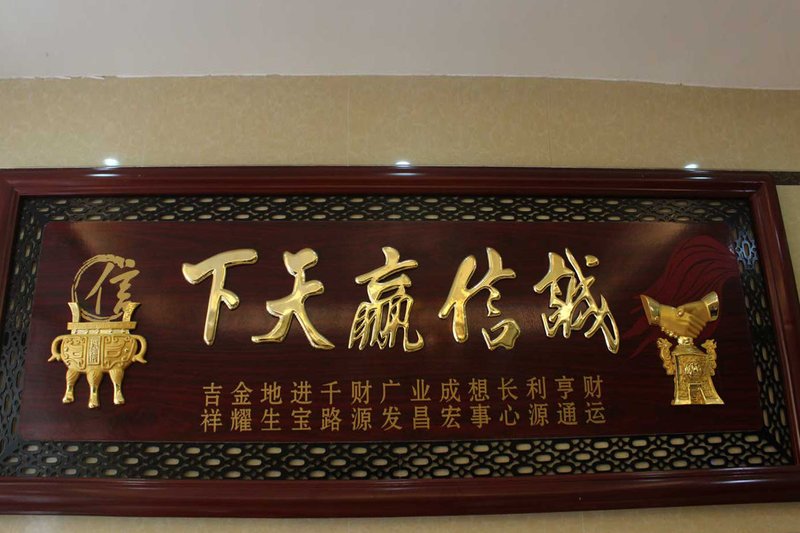 诚信赢天下
财运
亨通
利源
长心
想事
成宏
业昌
广发
财源
千路
进宝
地生
金耀
吉祥
信